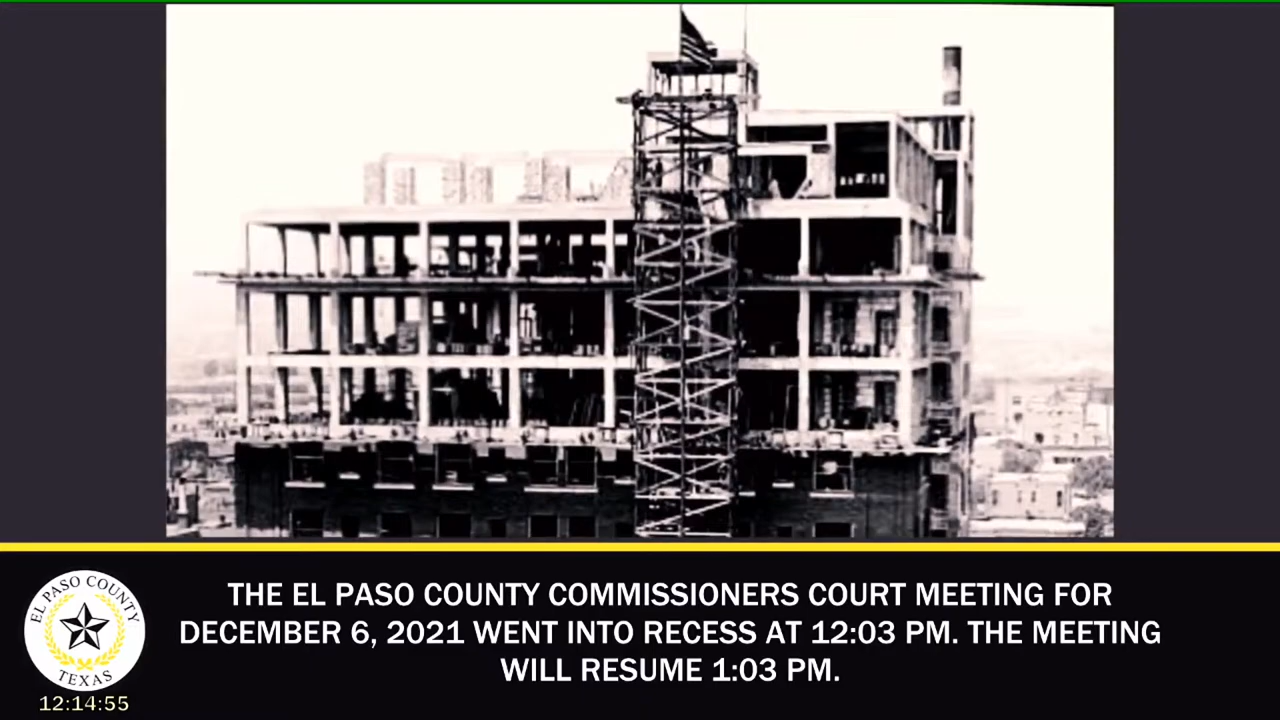 THE EL PASO COUNTY COMMISSIONERS COURT MEETING FOR
DECEMBER 6, 2021 WENT INTO RECESS AT 12:03 PM. THE MEETING
WILL RESUME 1:03 PM.
EL PASO COUNTY
TEXAS
12:14:55